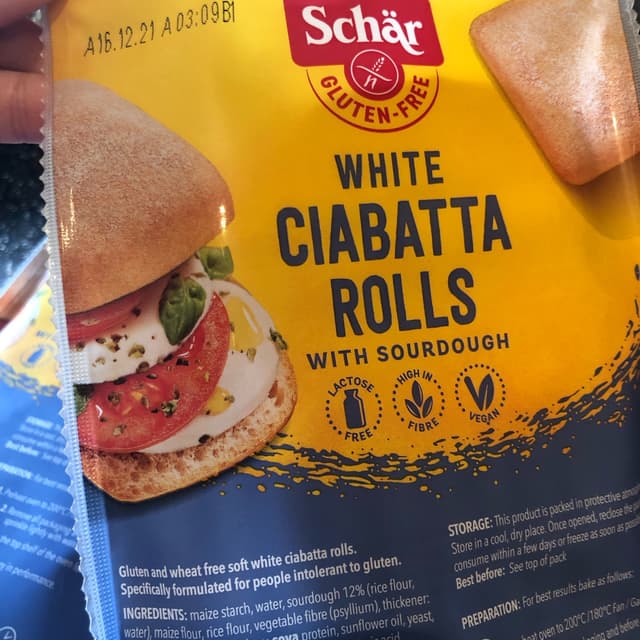 A16.12.21 A 03:09B1
Schär
GLUTEN-FREE
WHITE
CIABATTA
ROLLS
WITH SOURDOUGH
LACTOSE FREE
HIGH IN FIBRE
VEGAN
Gluten and wheat free soft white ciabatta rolls.
Specifically formulated for people intolerant to gluten.
INGREDIENTS: maize starch, water, sourdough 12% (rice flour,
water), maize flour, rice flour, vegetable fibre (psyllium), thickener:
soya protein, sunflower oil, yeast,
STORAGE: This product is packed in protective
Store in a cool, dry place. Once opened, reclose the
consume within a few days or freeze as soon as
Best before: See top of pack
PREPARATION: For best results bake as follows:
oven to 200°C /180°C Fan /